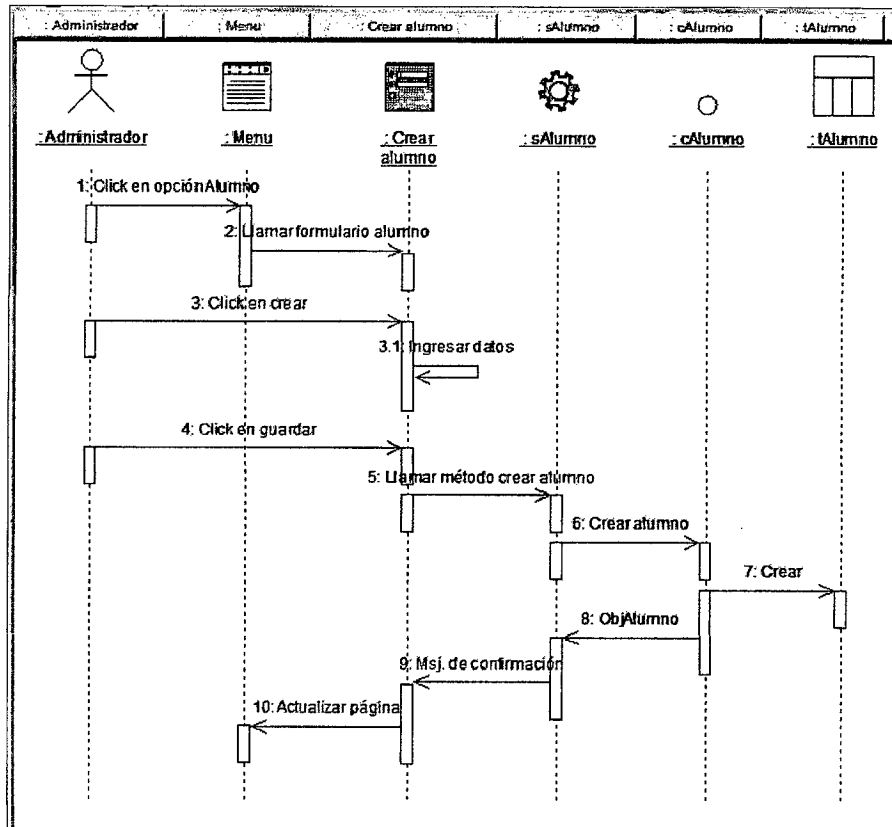 : Administrador
: Menu
: Crear alumno
: sAlumno
: cAlumno
: tAlumno
: Administrador
: Menu
: Crear
alumno
: sAlumno
: cAlumno
: tAlumno
1: Click en opción Alumno
2: Llamar formulario alumno
3: Click en crear
3.1: Ingresar datos
4: Click en guardar
5: Llamar método crear alumno
6: Crear alumno
7: Crear
8: ObjAlumno
9: Msj. de confirmación
10: Actualizar página